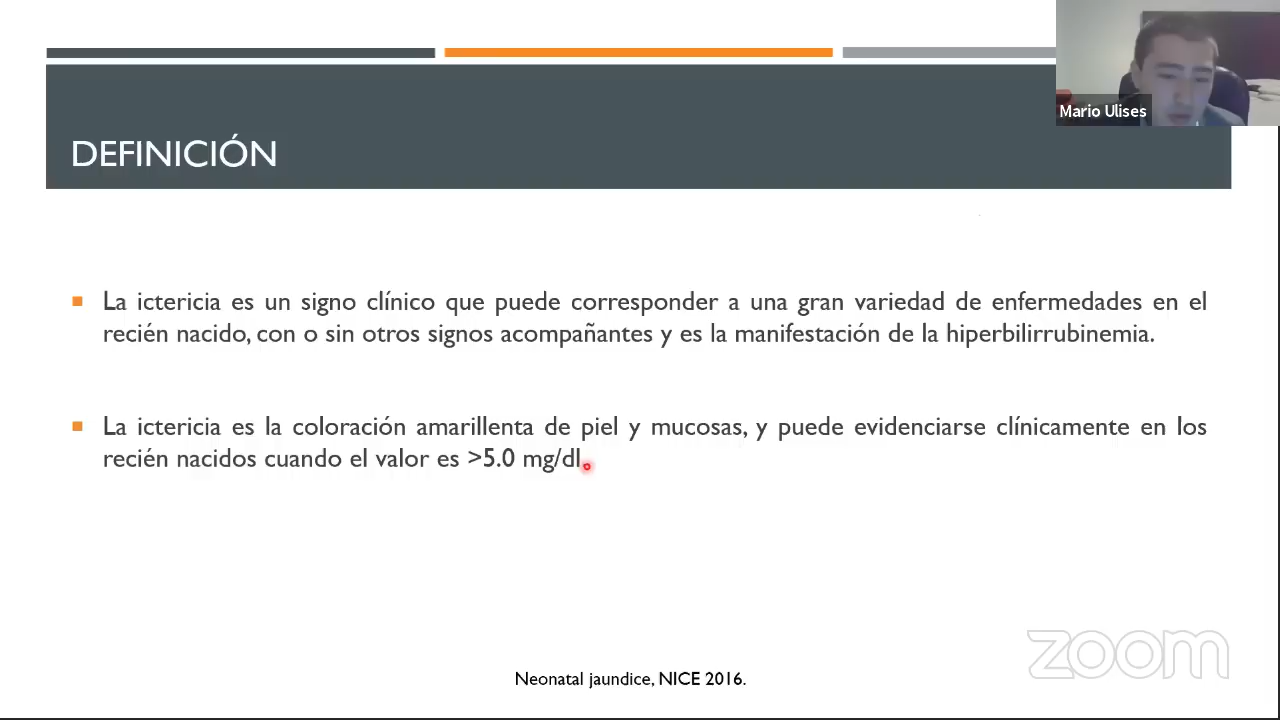 Mario Ulises
DEFINICIÓN
La ictericia es un signo clínico que puede corresponder a una gran variedad de enfermedades en el
recién nacido, con o sin otros signos acompañantes y es la manifestación de la hiperbilirrubinemia.
La ictericia es la coloración amarillenta de piel y mucosas, y puede evidenciarse clínicamente en los
recién nacidos cuando el valor es >5.0 mg/dl.
Neonatal jaundice, NICE 2016.
zoom